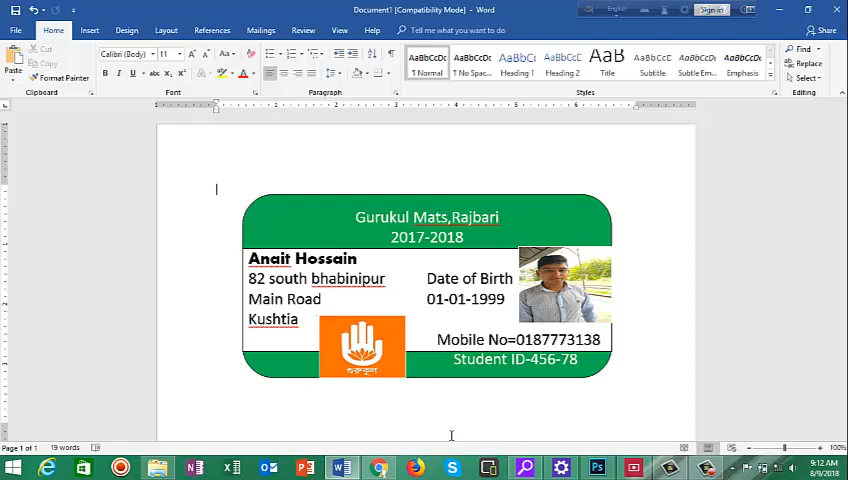 Document1 [Compatibility Mode] - Word
English
Sign in
File Home Insert Design Layout References Mailings Review View Tell me what you want to do
Share
Cut
Copy
Format Painter
Paste
Clipboard
Calibri (Body) 11
Font
Paragraph
AaBbCcDc AaBbCcDc AaBbCc AaBbCcC AaB AaBbCcC AaBbCcDc AaBbCcDc
¶ Normal ¶ No Spac... Heading 1 Heading 2 Title Subtitle Subtle Em... Emphasis
Styles
Find
Replace
Select
Editing
Gurukul Mats,Rajbari
2017-2018
Anait Hossain
82 south bhabinipur
Main Road
Kushtia
Date of Birth
01-01-1999
Mobile No=0187773138
Student ID-456-78
গুরুকুল
Page 1 of 1 19 words
100%
9:12 AM
8/9/2018